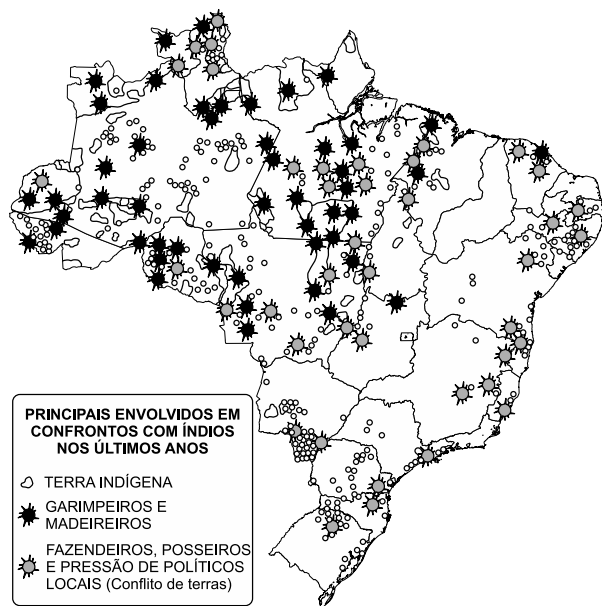 PRINCIPAIS ENVOLVIDOS EM
CONFRONTOS COM ÍNDIOS
NOS ÚLTIMOS ANOS
TERRA INDÍGENA
GARIMPEIROS E
MADEIREIROS
FAZENDEIROS, POSSEIROS
E PRESSÃO DE POLÍTICOS
LOCAIS (Conflito de terras)